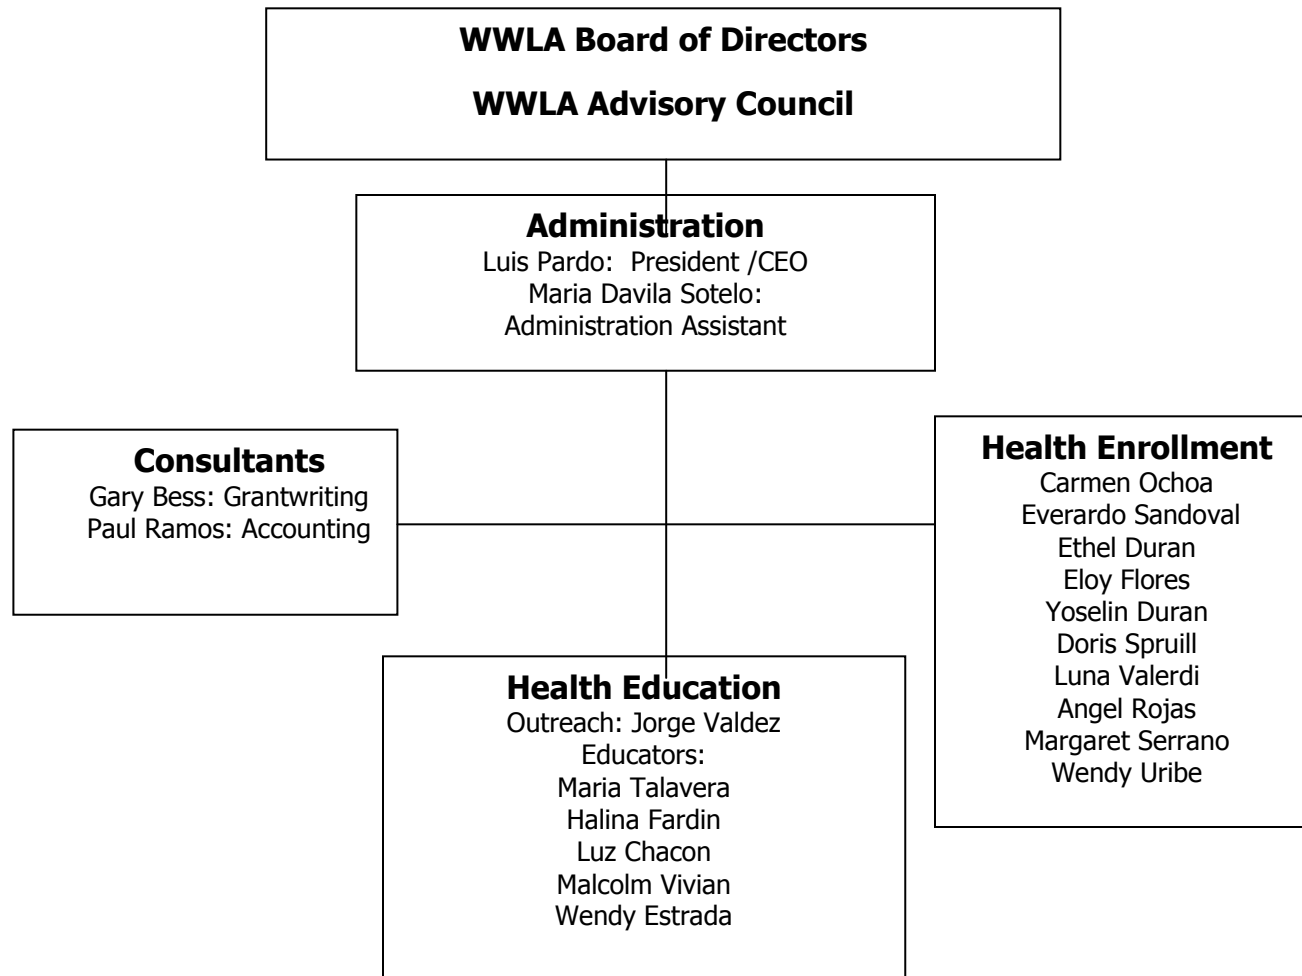 WWLA Board of Directors
WWLA Advisory Council
Administration
Luis Pardo:  President /CEO
Maria Davila Sotelo:
Administration Assistant
Consultants
Gary Bess: Grantwriting
Paul Ramos: Accounting
Health Enrollment
Carmen Ochoa
Everardo Sandoval
Ethel Duran
Eloy Flores
Yoselin Duran
Doris Spruill
Luna Valerdi
Angel Rojas
Margaret Serrano
Wendy Uribe
Health Education
Outreach: Jorge Valdez
Educators:
Maria Talavera
Halina Fardin
Luz Chacon
Malcolm Vivian
Wendy Estrada